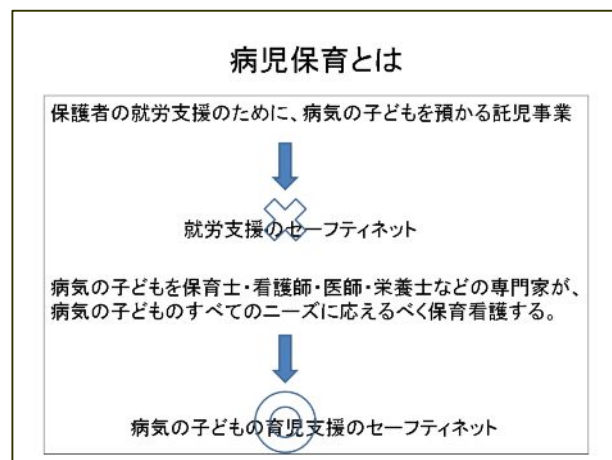 病児保育とは
保護者の就労支援のために、病気の子どもを預かる託児事業
就労支援のセーフティネット
病気の子どもを保育士・看護師・医師・栄養士などの専門家が、
病気の子どものすべてのニーズに応えるべく保育看護する。
病気の子どもの育児支援のセーフティネット